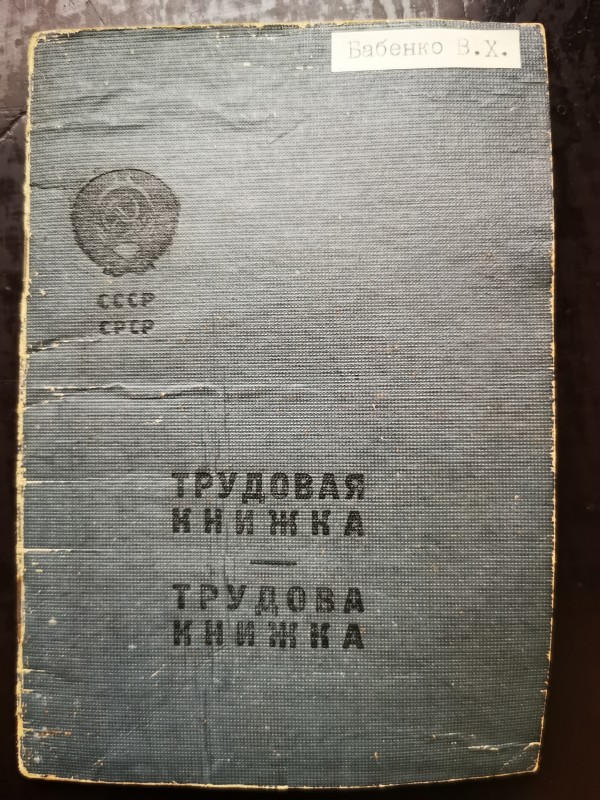 Бабенко В.Х.
СССР
СРСР
ТРУДОВАЯ
КНИЖКА
ТРУДОВА
КНИЖКА